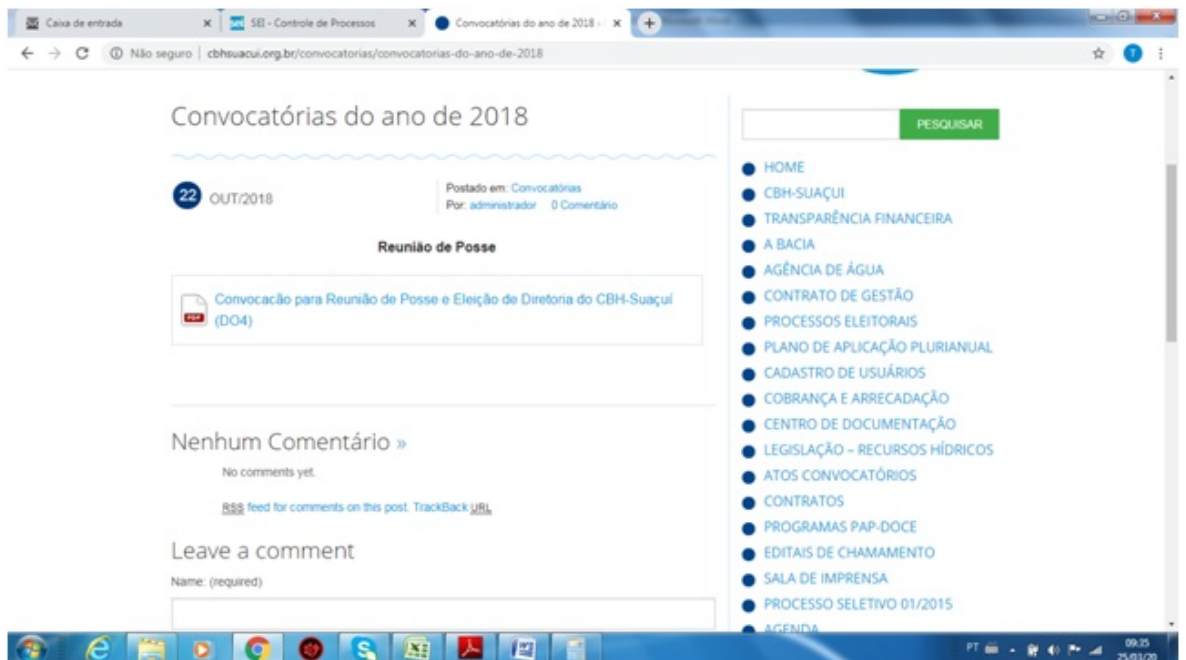 Caixa de entrada
SEI - Controle de Processos
Convocatórias do ano de 2018
Não seguro | cbhsuacui.org.br/convocatorias/convocatorias-do-ano-de-2018
T
Convocatórias do ano de 2018
22 OUT/2018
Postado em: Convocatórias
Por: administrador 0 Comentário
Reunião de Posse
PDF
Convocacão para Reunião de Posse e Eleição de Diretoria do CBH-Suaçuí
(DO4)
Nenhum Comentário »
No comments yet.
RSS feed for comments on this post. TrackBack URL
Leave a comment
Name: (required)
PESQUISAR
HOME
CBH-SUAÇUI
TRANSPARÊNCIA FINANCEIRA
A BACIA
AGÊNCIA DE ÁGUA
CONTRATO DE GESTÃO
PROCESSOS ELEITORAIS
PLANO DE APLICAÇÃO PLURIANUAL
CADASTRO DE USUÁRIOS
COBRANÇA E ARRECADAÇÃO
CENTRO DE DOCUMENTAÇÃO
LEGISLAÇÃO – RECURSOS HÍDRICOS
ATOS CONVOCATÓRIOS
CONTRATOS
PROGRAMAS PAP-DOCE
EDITAIS DE CHAMAMENTO
SALA DE IMPRENSA
PROCESSO SELETIVO 01/2015
AGENDA
PT
09:35